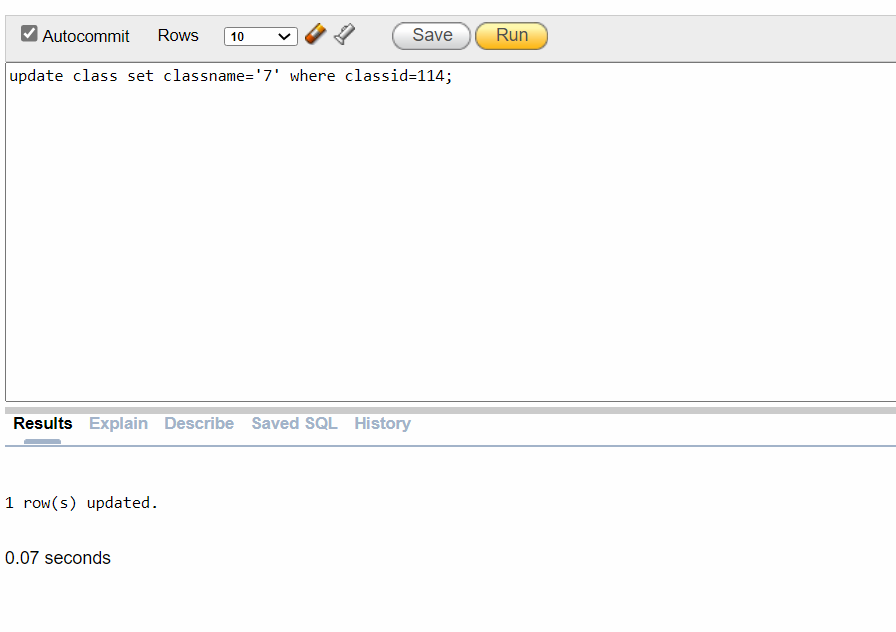 Autocommit Rows 10 Save Run
update class set classname='7' where classid=114;
Results Explain Describe Saved SQL History
1 row(s) updated.
0.07 seconds